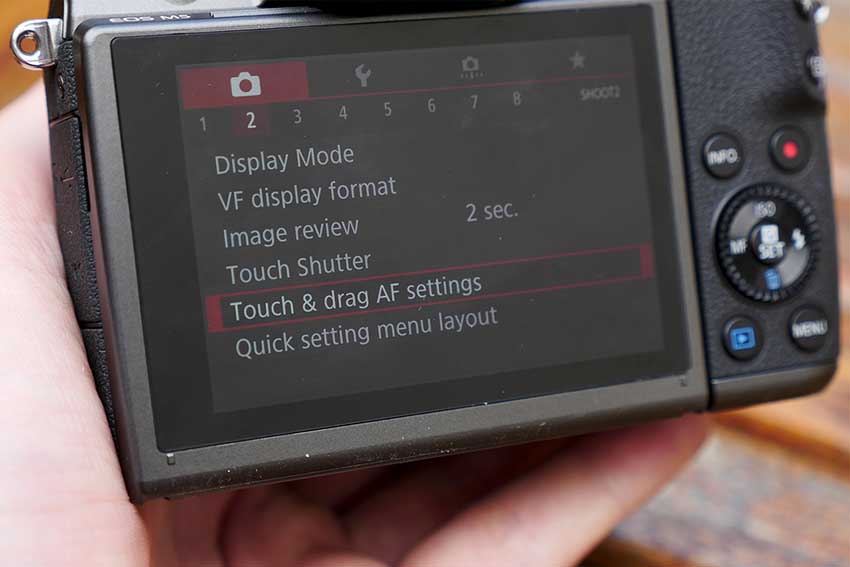 EOS M5
1 2 3 4 5 6 7 8 SHOOT2
Display Mode
VF display format
Image review 2 sec.
Touch Shutter
Touch & drag AF settings
Quick setting menu layout
INFO.
ISO
MF
SET
MENU